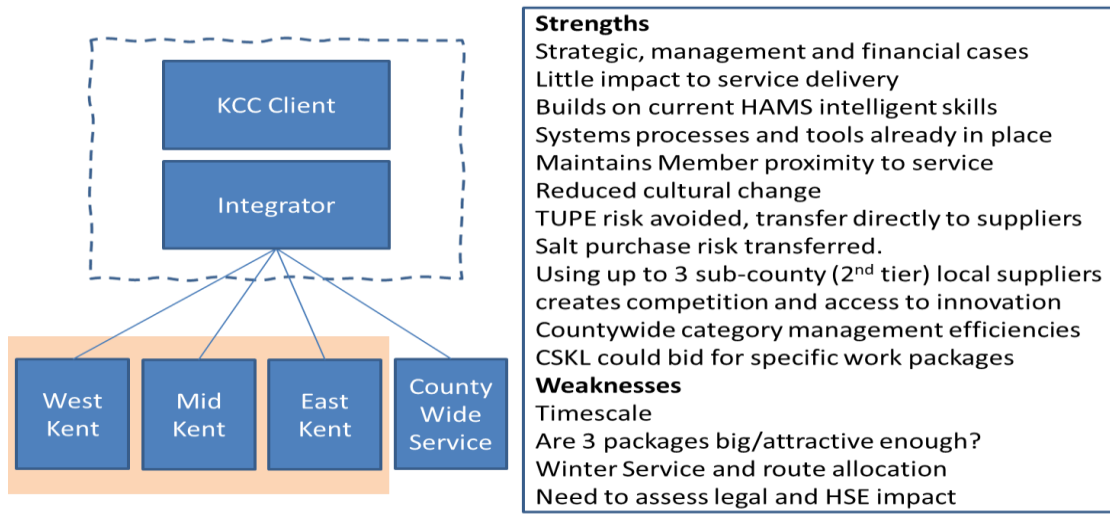 KCC Client
Integrator
West
Kent
Mid
Kent
East
Kent
County
Wide
Service
Strengths
Strategic, management and financial cases
Little impact to service delivery
Builds on current HAMS intelligent skills
Systems processes and tools already in place
Maintains Member proximity to service
Reduced cultural change
TUPE risk avoided, transfer directly to suppliers
Salt purchase risk transferred.
Using up to 3 sub-county (2nd tier) local suppliers
creates competition and access to innovation
Countywide category management efficiencies
CSKL could bid for specific work packages
Weaknesses
Timescale
Are 3 packages big/attractive enough?
Winter Service and route allocation
Need to assess legal and HSE impact